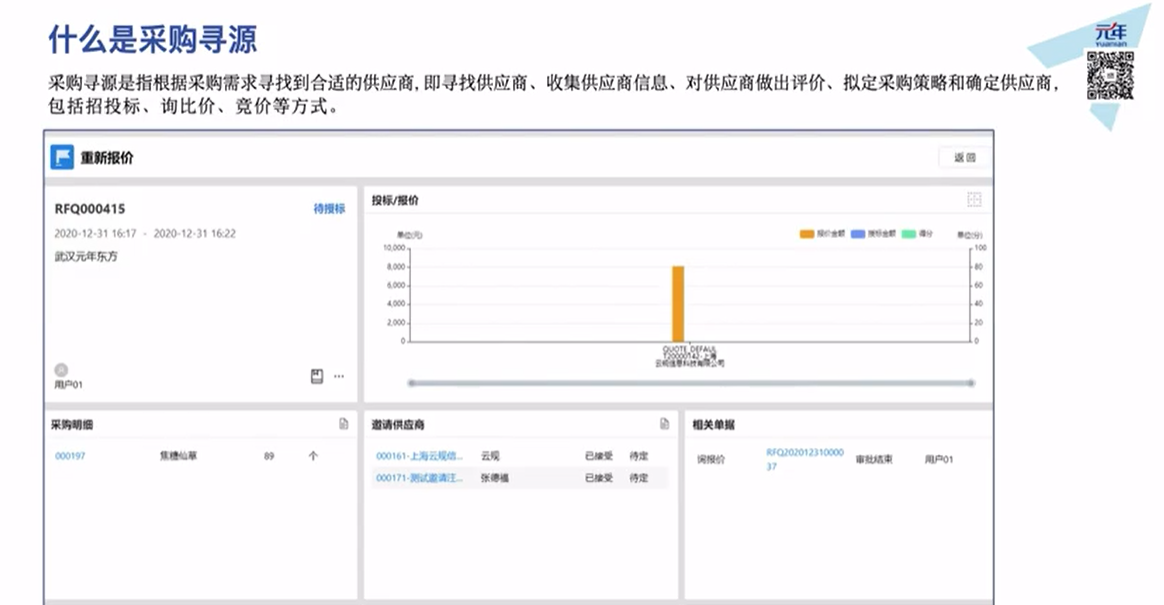 什么是采购寻源
元年
YUANIAN
采购寻源是指根据采购需求寻找到合适的供应商,即寻找供应商、收集供应商信息、对供应商做出评价、拟定采购策略和确定供应商,
包括招投标、询比价、竞价等方式。
重新报价
返回
RFQ000415
待授标
2020-12-31 16:17 - 2020-12-31 16:22
武汉元年东方
用户01
...
投标/报价
单位(元)
报价金额 授标金额 得分
单位(分)
10,000
8,000
6,000
4,000
2,000
0
100
80
60
40
20
0
QUOTE_DEFAUL
T20000142-上海
云规信息科技有限公司
采购明细
000197 焦糖仙草 89 个
邀请供应商
000161-上海云规信... 云规 已接受 待定
000171-测试邀请注... 张德福 已接受 待定
相关单据
询报价 RFQ202012310000
37 审批结束 用户01